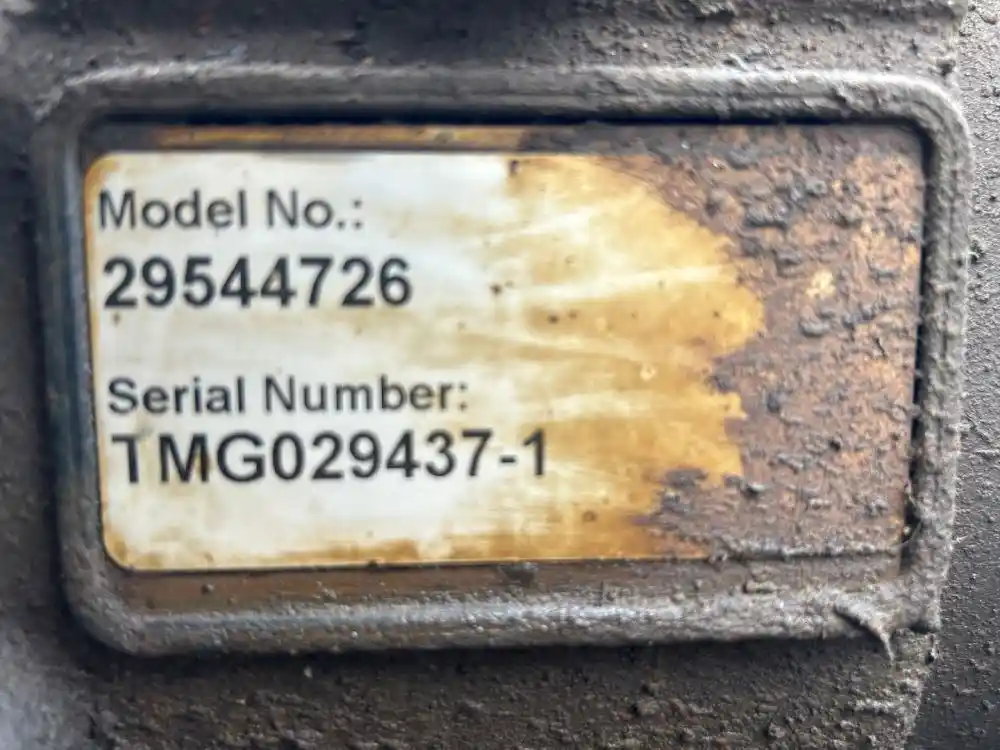 Model No.:
29544726
Serial Number:
TMG029437-1